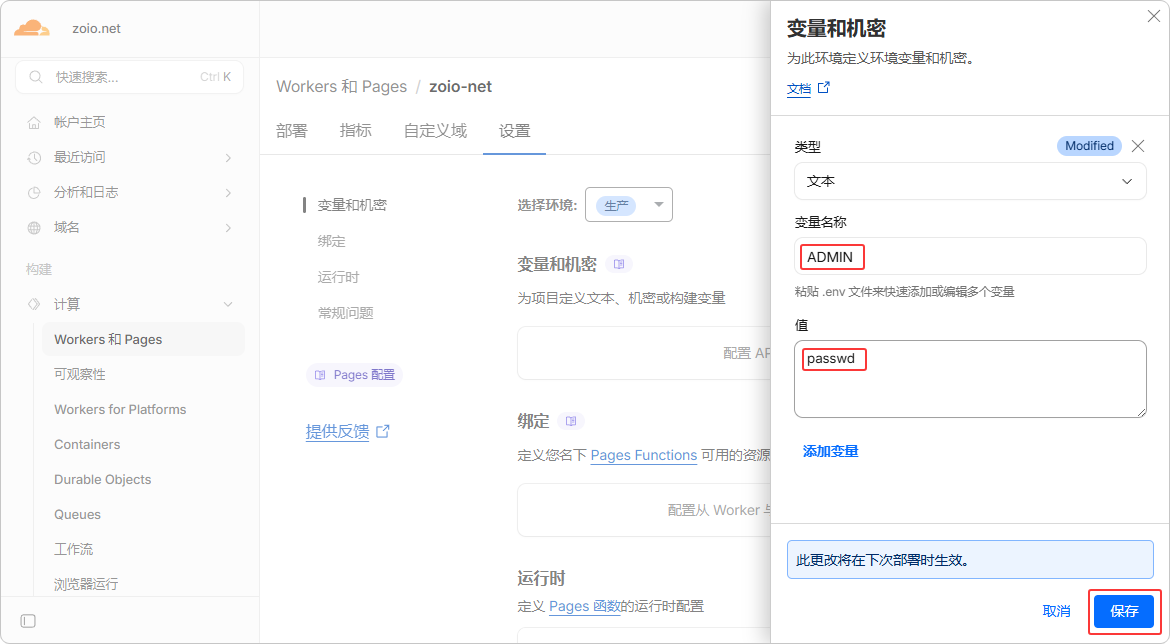 zoio.net
快速搜索... Ctrl K
帐户主页
最近访问
分析和日志
域名
构建
计算
Workers 和 Pages
可观察性
Workers for Platforms
Containers
Durable Objects
Queues
工作流
浏览器运行
Workers 和 Pages / zoio-net
部署 指标 自定义域 设置
变量和机密
绑定
运行时
常规问题
Pages 配置
提供反馈
选择环境: 生产
变量和机密
为项目定义文本、机密或构建变量
配置 AP
绑定
定义您名下 Pages Functions 可用的资源
配置从 Worker 与
运行时
定义 Pages 函数的运行时配置
变量和机密
为此环境定义环境变量和机密。
文档
类型 Modified
文本
变量名称
ADMIN
粘贴 .env 文件来快速添加或编辑多个变量
值
passwd
添加变量
此更改将在下次部署时生效。
取消 保存